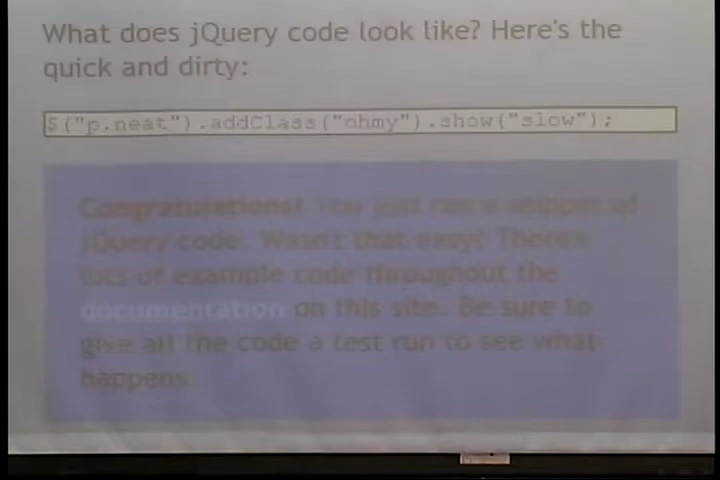 What does jQuery code look like? Here's the
quick and dirty:
$("p.neat").addClass("ohmy").show("slow");
Congratulations! You just ran a snippet of
jQuery code. Wasn't that easy? There's
lots of example code throughout the
documentation on this site. Be sure to
give all the code a test run to see what
happens.